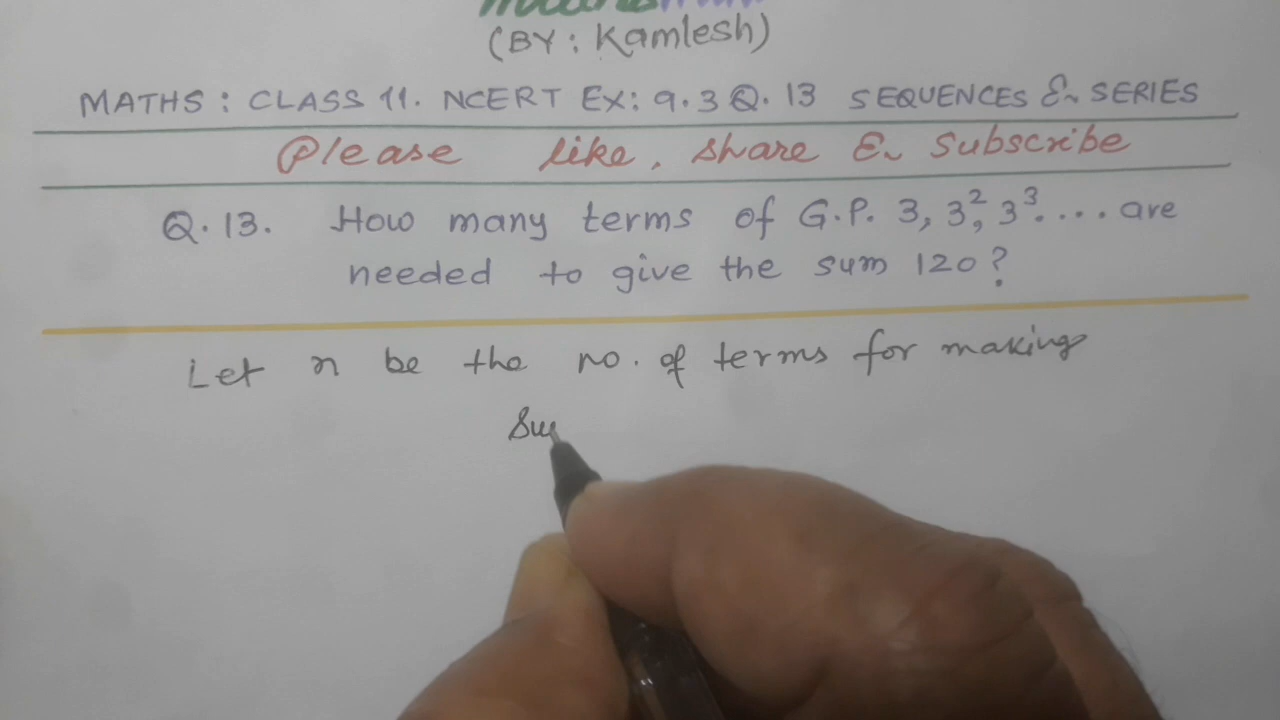 (BY: Kamlesh)
MATHS: CLASS 11. NCERT EX: 9.3 Q. 13 SEQUENCES & SERIES
Please like, share & Subscribe
Q. 13. How many terms of G.P. 3, 3², 3³.... are
needed to give the sum 120?
Let n be the no. of terms for making
Su